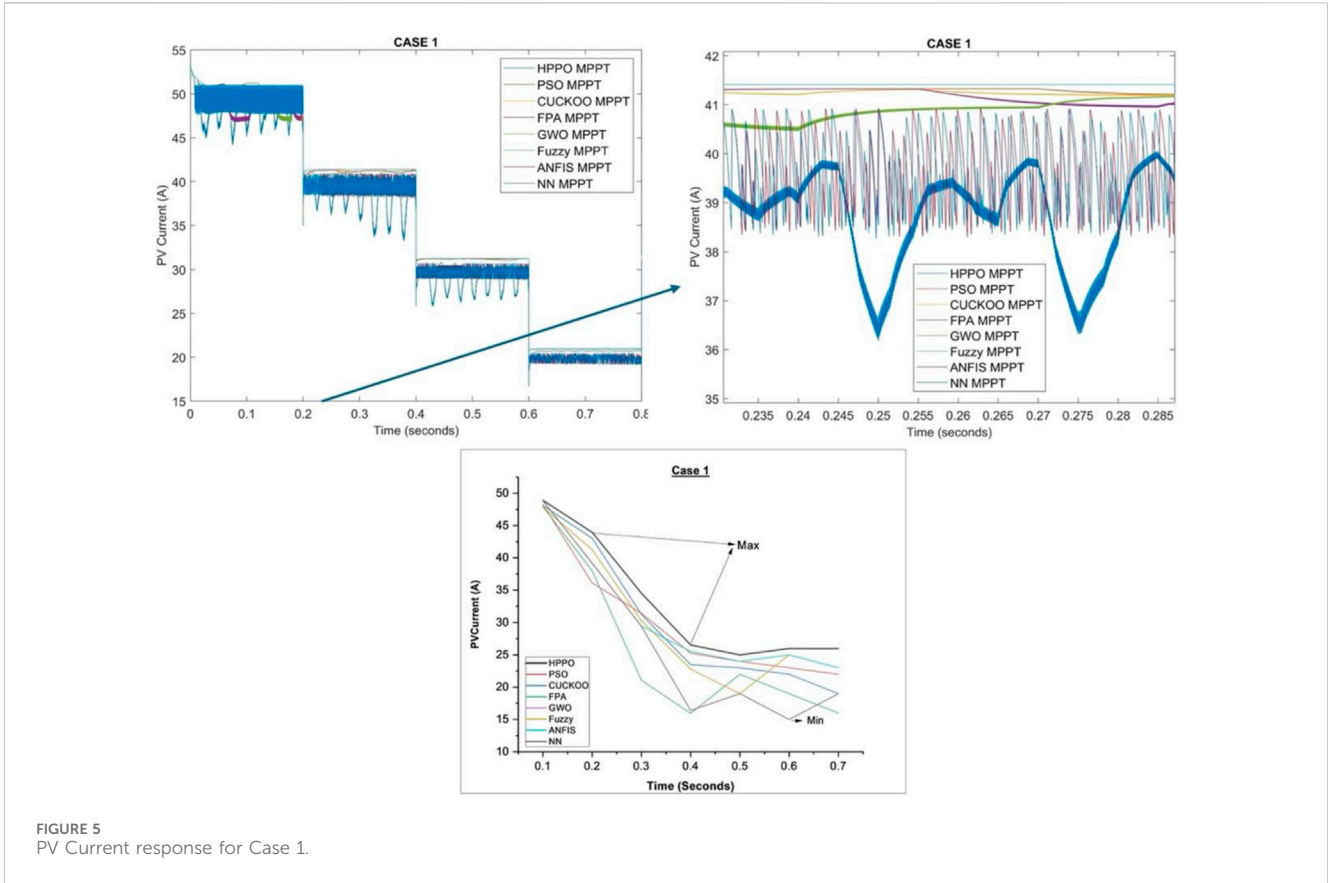 CASE 1
55
50
45
40
35
30
25
20
15
PV Current (A)
0
0.1
0.2
0.3
0.4
0.5
0.6
0.7
Time (seconds)
HPPO MPPT
PSO MPPT
CUCKOO MPPT
FPA MPPT
GWO MPPT
Fuzzy MPPT
ANFIS MPPT
NN MPPT
CASE 1
42
41
40
39
38
37
36
35
PV Current (A)
0.235
0.24
0.245
0.25
0.255
0.26
0.265
0.27
0.275
0.28
0.285
Time (seconds)
HPPO MPPT
PSO MPPT
CUCKOO MPPT
FPA MPPT
GWO MPPT
Fuzzy MPPT
ANFIS MPPT
NN MPPT
Case 1
50
45
40
35
30
25
20
15
10
PVCurrent (A)
0.1
0.2
0.3
0.4
0.5
0.6
0.7
Time (Seconds)
Max
Min
HPPO
PSO
CUCKOO
FPA
GWO
Fuzzy
ANFIS
NN
FIGURE 5
PV Current response for Case 1.